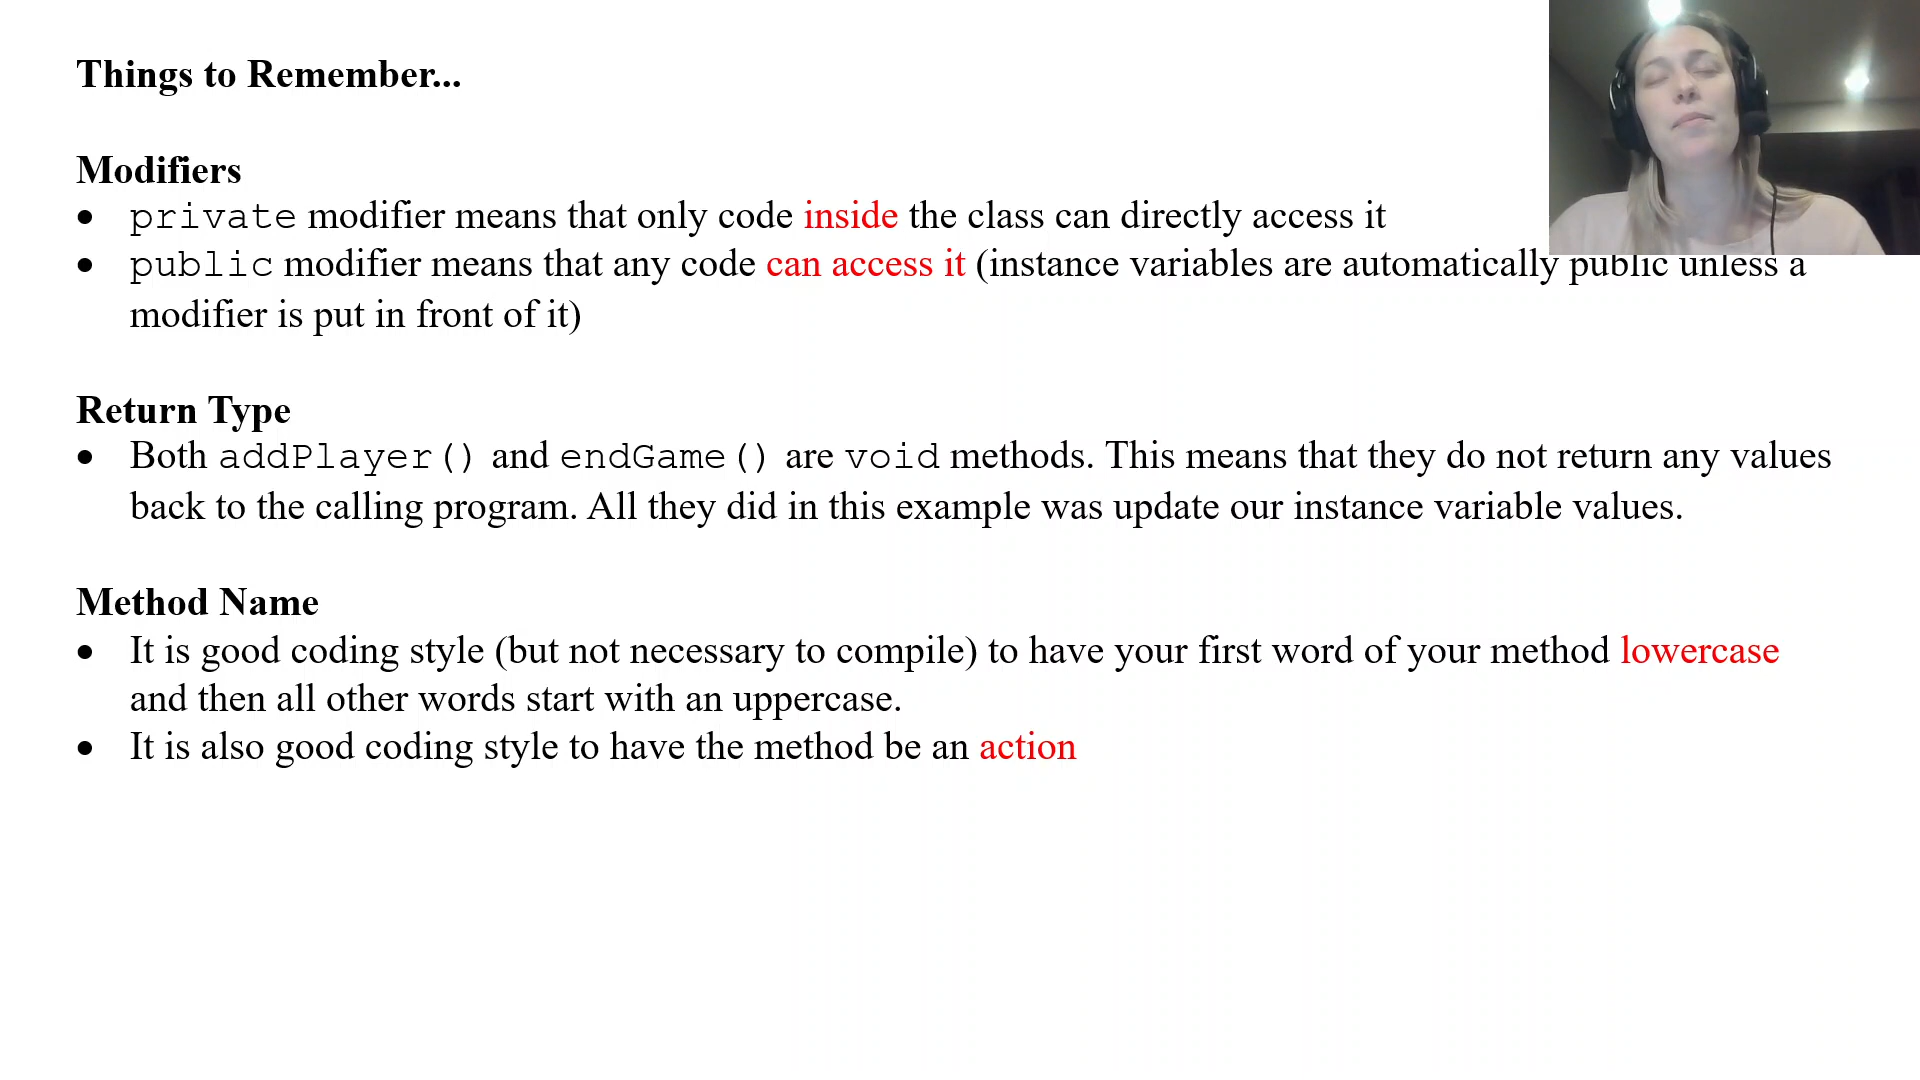 Things to Remember...
Modifiers
• private modifier means that only code inside the class can directly access it
• public modifier means that any code can access it (instance variables are automatically public unless a
modifier is put in front of it)
Return Type
• Both addPlayer() and endGame() are void methods. This means that they do not return any values
back to the calling program. All they did in this example was update our instance variable values.
Method Name
• It is good coding style (but not necessary to compile) to have your first word of your method lowercase
and then all other words start with an uppercase.
• It is also good coding style to have the method be an action